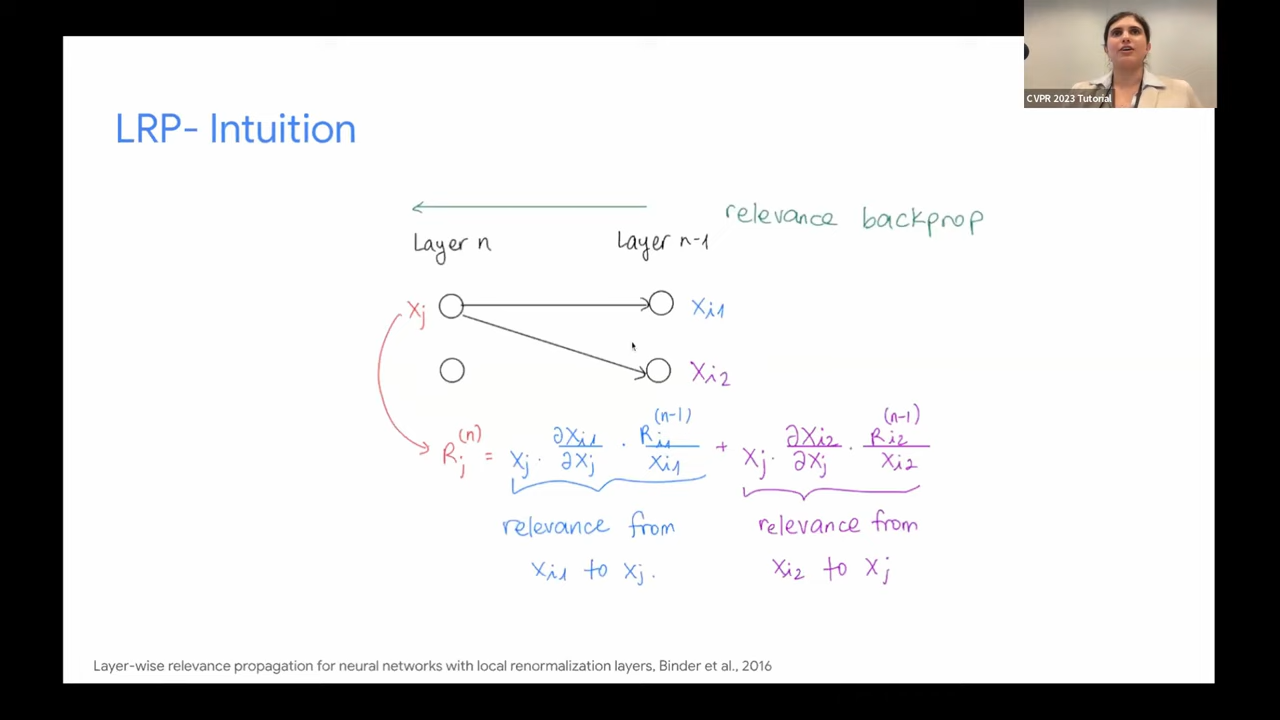 CVPR 2023 Tutorial
LRP- Intuition
relevance backprop
Layer n Layer n-1
Xj Xi1
Xi2
Rj^(n) = Xj · ∂Xi1/∂Xj · Ri1^(n-1)/Xi1 + Xj · ∂Xi2/∂Xj · Ri2^(n-1)/Xi2
relevance from relevance from
Xi1 to Xj. Xi2 to Xj
Layer-wise relevance propagation for neural networks with local renormalization layers, Binder et al., 2016